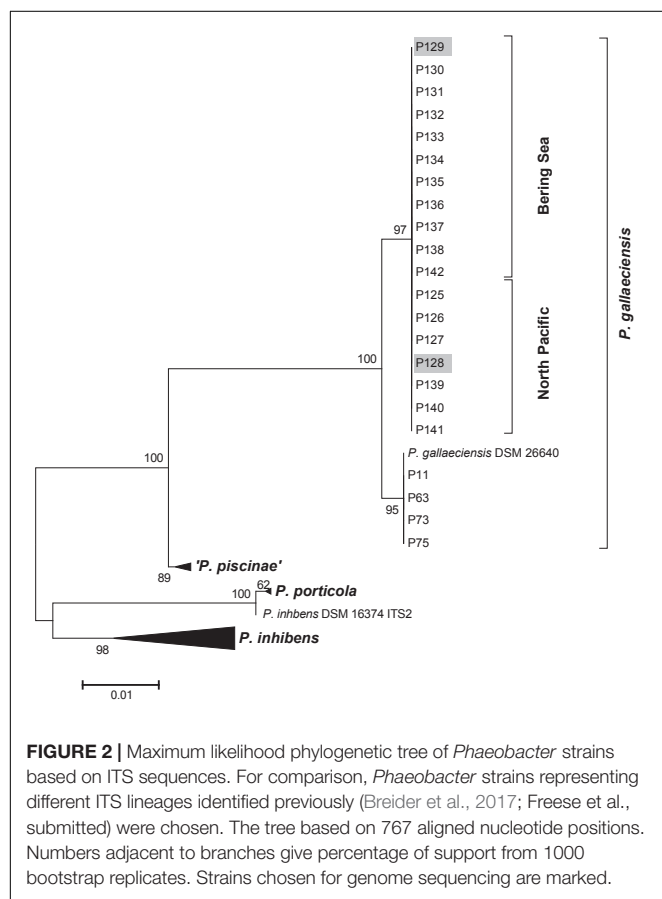 P129
P130
P131
P132
P133
P134
P135
P136
P137
P138
P142
P125
P126
P127
P128
P139
P140
P141
P. gallaeciensis DSM 26640
P11
P63
P73
P75
Bering Sea
North Pacific
P. gallaeciensis
97
100
95
100
89
'P. piscinae'
62
P. porticola
100
P. inhbens DSM 16374 ITS2
98
P. inhibens
0.01
FIGURE 2 | Maximum likelihood phylogenetic tree of Phaeobacter strains
based on ITS sequences. For comparison, Phaeobacter strains representing
different ITS lineages identified previously (Breider et al., 2017; Freese et al.,
submitted) were chosen. The tree based on 767 aligned nucleotide positions.
Numbers adjacent to branches give percentage of support from 1000
bootstrap replicates. Strains chosen for genome sequencing are marked.